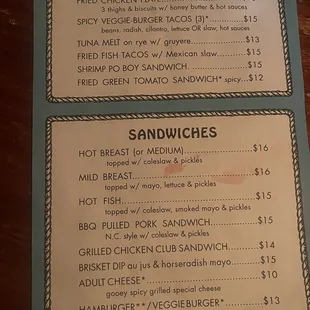 FRIED CHICKEN
3 thighs & biscuits w/ honey butter & hot sauces
SPICY VEGGIE-BURGER TACOS (3)* $15
beans, radish, cilantro, lettuce OR slaw, hot sauces
TUNA MELT on rye w/ gruyere $13
FRIED FISH TACOS w/ Mexican slaw $15
SHRIMP PO BOY SANDWICH $15
FRIED GREEN TOMATO SANDWICH* spicy $12
SANDWICHES
HOT BREAST (or MEDIUM) $16
topped w/ coleslaw & pickles
MILD BREAST $16
topped w/ mayo, lettuce & pickles
HOT FISH $15
topped w/ coleslaw, smoked mayo & pickles
BBQ PULLED PORK SANDWICH $15
N.C. style w/ coleslaw & pickles
GRILLED CHICKEN CLUB SANDWICH $14
BRISKET DIP au jus & horseradish mayo $15
ADULT CHEESE* $10
gooey spicy grilled special cheese
HAMBURGER**/VEGGIE BURGER* $13